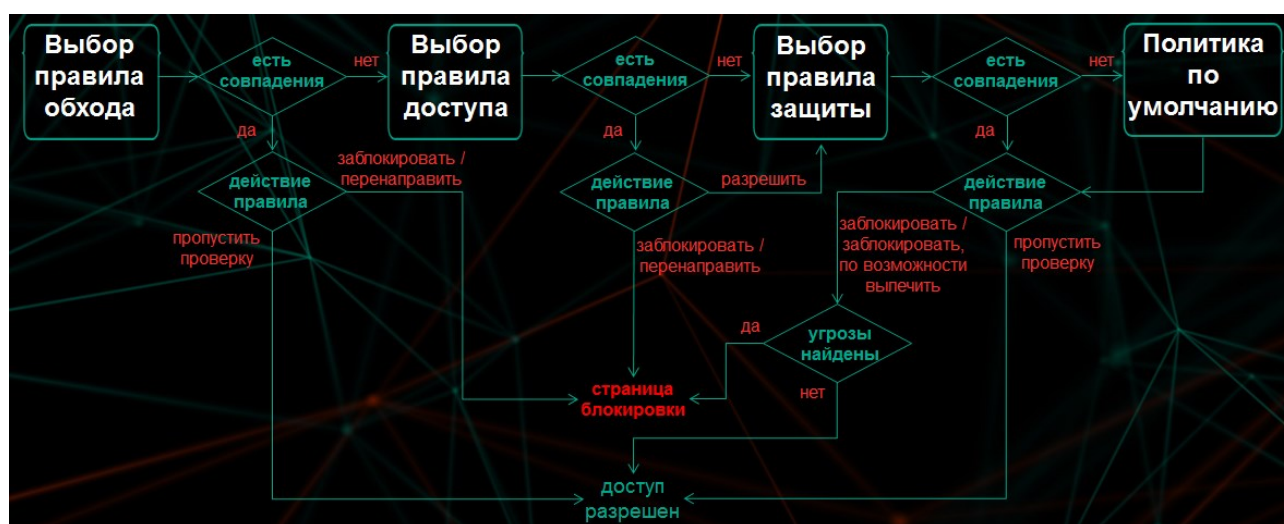 Выбор
правила
обхода
есть
совпадения
нет
Выбор
правила
доступа
есть
совпадения
нет
Выбор
правила
защиты
есть
совпадения
нет
Политика
по
умолчанию
да
да
да
действие
правила
заблокировать /
перенаправить
действие
правила
разрешить
действие
правила
пропустить
проверку
заблокировать /
перенаправить
заблокировать /
заблокировать,
по возможности
вылечить
пропустить
проверку
да
угрозы
найдены
нет
страница
блокировки
доступ
разрешен